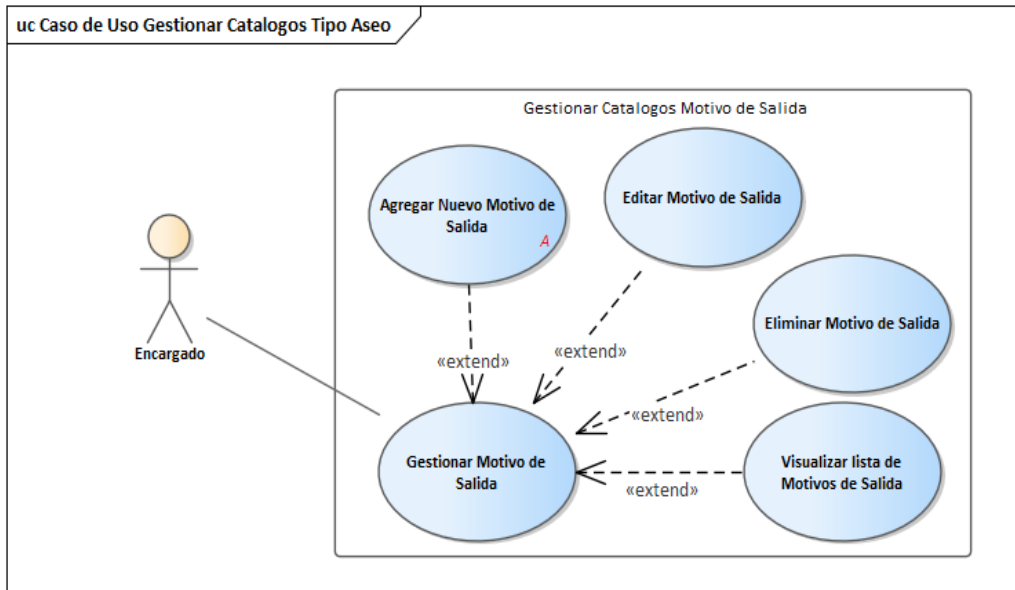 uc Caso de Uso Gestionar Catalogos Tipo Aseo
Gestionar Catalogos Motivo de Salida
Agregar Nuevo Motivo de
Salida
A
Editar Motivo de Salida
Eliminar Motivo de Salida
Encargado
«extend»
«extend»
«extend»
Gestionar Motivo de
Salida
«extend»
Visualizar lista de
Motivos de Salida